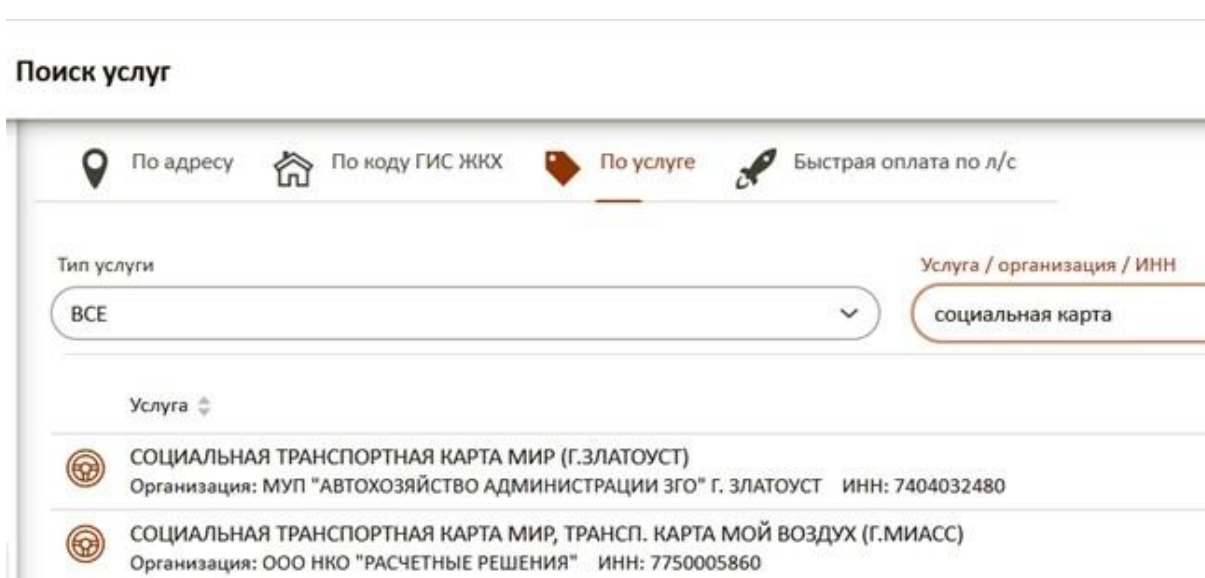 Поиск услуг
По адресу По коду ГИС ЖКХ По услуге Быстрая оплата по л/с
Тип услуги Услуга / организация / ИНН
ВСЕ социальная карта
Услуга
СОЦИАЛЬНАЯ ТРАНСПОРТНАЯ КАРТА МИР (Г.ЗЛАТОУСТ)
Организация: МУП "АВТОХОЗЯЙСТВО АДМИНИСТРАЦИИ ЗГО" Г. ЗЛАТОУСТ ИНН: 7404032480
СОЦИАЛЬНАЯ ТРАНСПОРТНАЯ КАРТА МИР, ТРАНСП. КАРТА МОЙ ВОЗДУХ (Г.МИАСС)
Организация: ООО НКО "РАСЧЕТНЫЕ РЕШЕНИЯ" ИНН: 7750005860